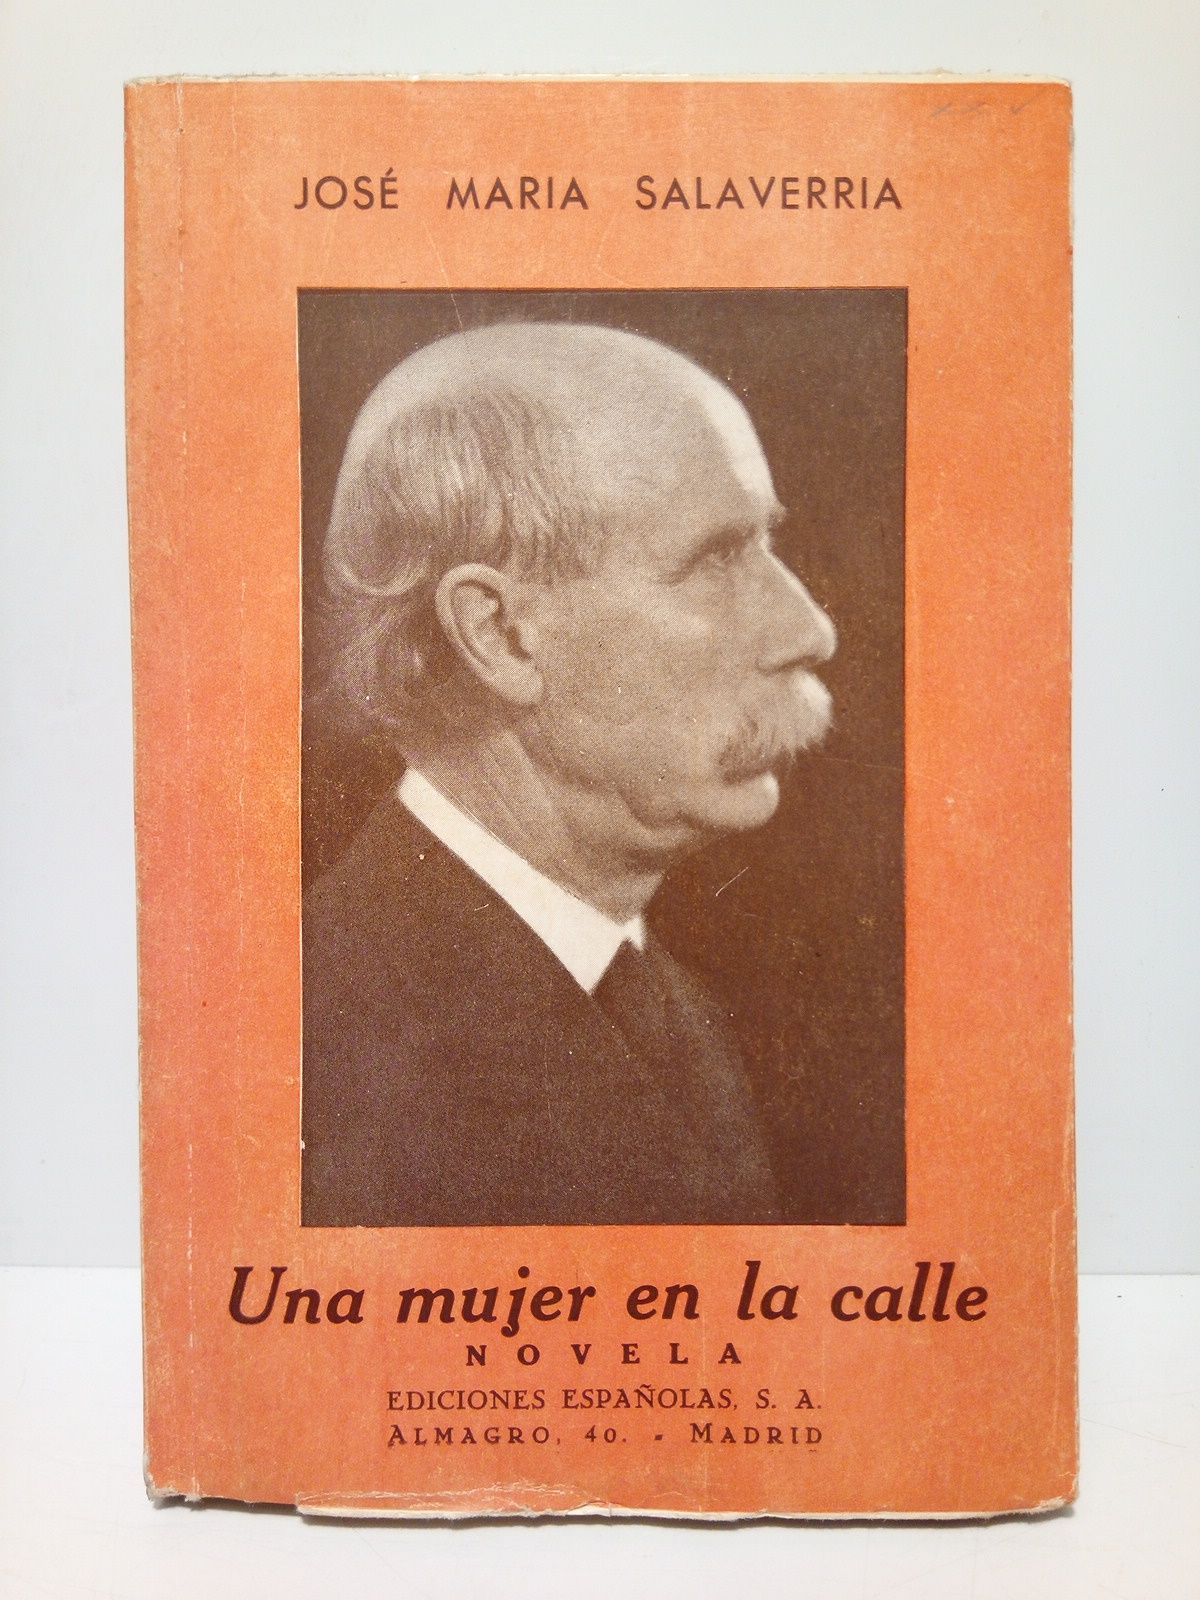 JOSÉ MARIA SALAVERRIA
Una mujer en la calle
NOVELA
EDICIONES ESPAÑOLAS, S. A.
ALMAGRO, 40. - MADRID